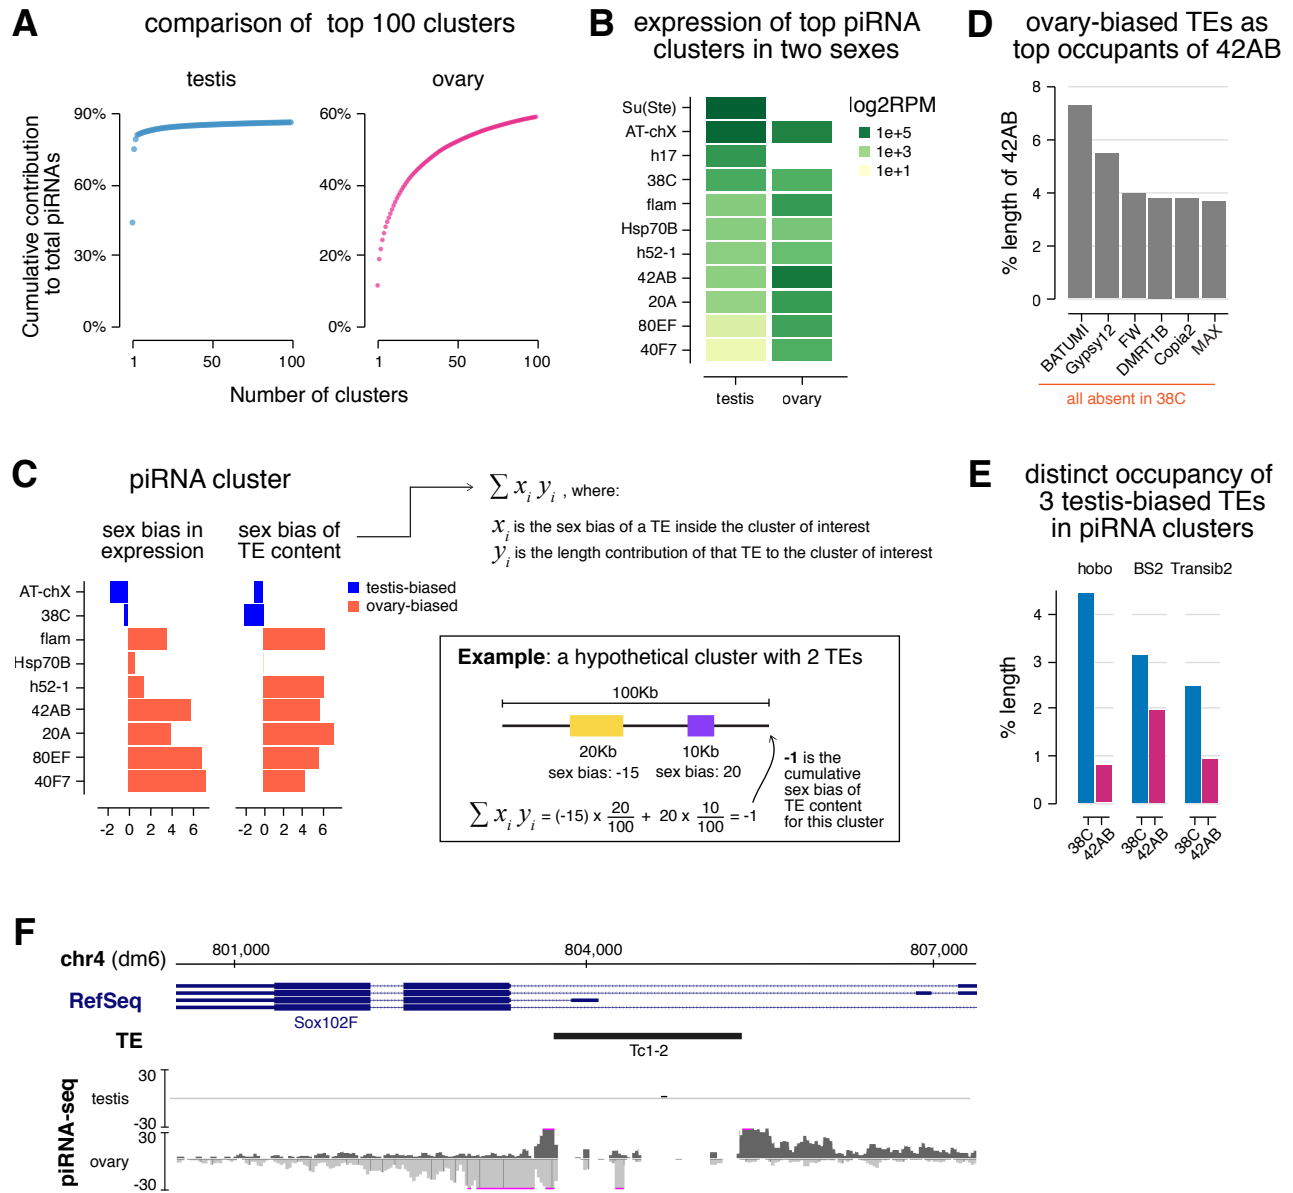 A
comparison of top 100 clusters
testis
ovary
Cumulative contribution
to total piRNAs
90%
60%
30%
0%
60%
40%
20%
0%
1
50
100
1
50
100
Number of clusters
B
expression of top piRNA
clusters in two sexes
Su(Ste)
AT-chX
h17
38C
flam
Hsp70B
h52-1
42AB
20A
80EF
40F7
testis
ovary
log2RPM
1e+5
1e+3
1e+1
D
ovary-biased TEs as
top occupants of 42AB
% length of 42AB
8
6
4
2
0
BATUMI
Gypsy12
FW
DMRT1B
Copia2
MAX
all absent in 38C
C
piRNA cluster
sex bias in
expression
sex bias of
TE content
∑ xi yi , where:
xi is the sex bias of a TE inside the cluster of interest
yi is the length contribution of that TE to the cluster of interest
testis-biased
ovary-biased
AT-chX
38C
flam
Hsp70B
h52-1
42AB
20A
80EF
40F7
-2 0 2 4 6
-2 0 2 4 6
Example: a hypothetical cluster with 2 TEs
100Kb
20Kb
sex bias: -15
10Kb
sex bias: 20
-1 is the
cumulative
sex bias of
TE content
for this cluster
∑ xi yi = (-15) x 20/100 + 20 x 10/100 = -1
E
distinct occupancy of
3 testis-biased TEs
in piRNA clusters
hobo BS2 Transib2
% length
4
3
2
1
0
38C
42AB
38C
42AB
38C
42AB
F
chr4 (dm6)
801,000
804,000
807,000
RefSeq
Sox102F
TE
Tc1-2
piRNA-seq
30
testis
-30
30
ovary
-30